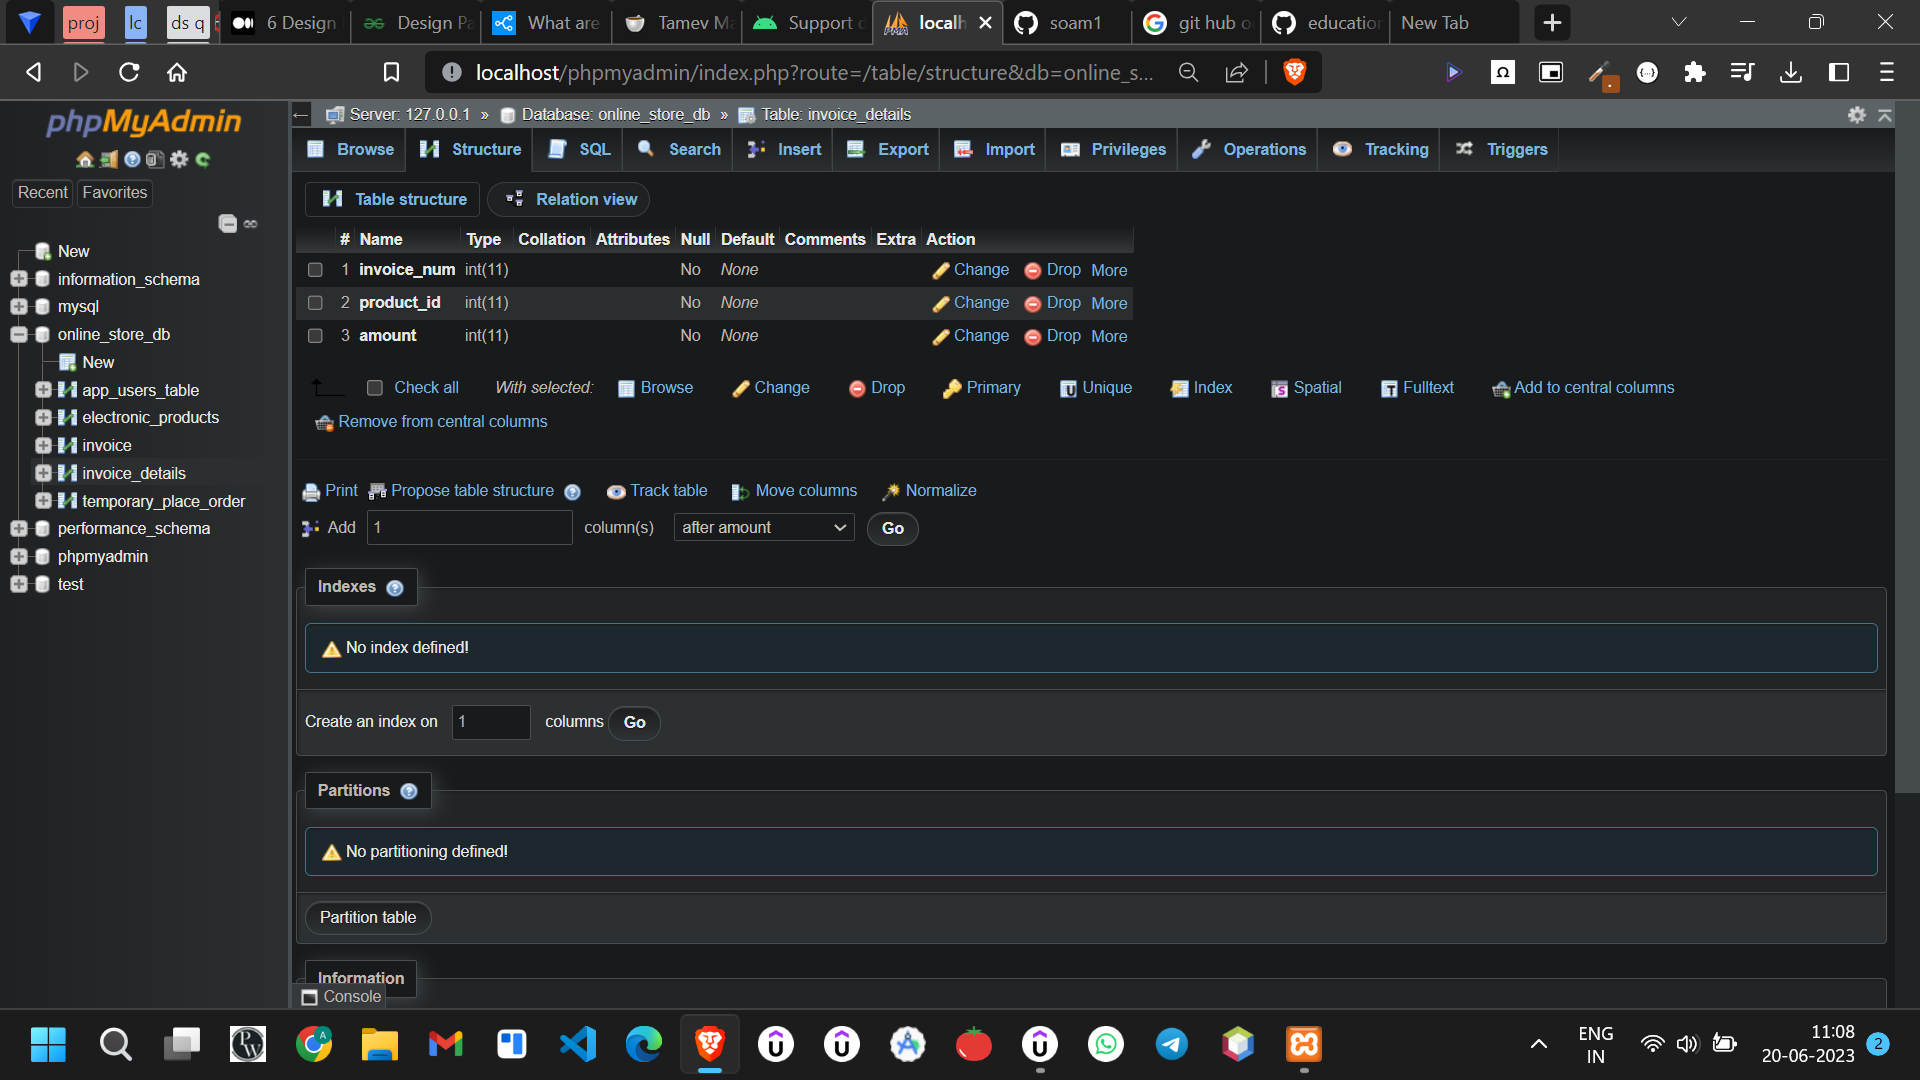 proj
lc
ds q
6 Design
Design Pa
What are
Tamev Ma
Support
localh
soam1
git hub
education
New Tab
localhost/phpmyadmin/index.php?route=/table/structure&db=online_s...
phpMyAdmin
Recent
Favorites
New
information_schema
mysql
online_store_db
New
app_users_table
electronic_products
invoice
invoice_details
temporary_place_order
performance_schema
phpmyadmin
test
Server: 127.0.0.1 » Database: online_store_db » Table: invoice_details
Browse Structure SQL Search Insert Export Import Privileges Operations Tracking Triggers
Table structure Relation view
# Name Type Collation Attributes Null Default Comments Extra Action
1 invoice_num int(11) No None Change Drop More
2 product_id int(11) No None Change Drop More
3 amount int(11) No None Change Drop More
Check all With selected: Browse Change Drop Primary Unique Index Spatial Fulltext Add to central columns
Remove from central columns
Print Propose table structure Track table Move columns Normalize
Add 1 column(s) after amount Go
Indexes
No index defined!
Create an index on 1 columns Go
Partitions
No partitioning defined!
Partition table
Information
Console
ENG
IN
11:08
20-06-2023
2